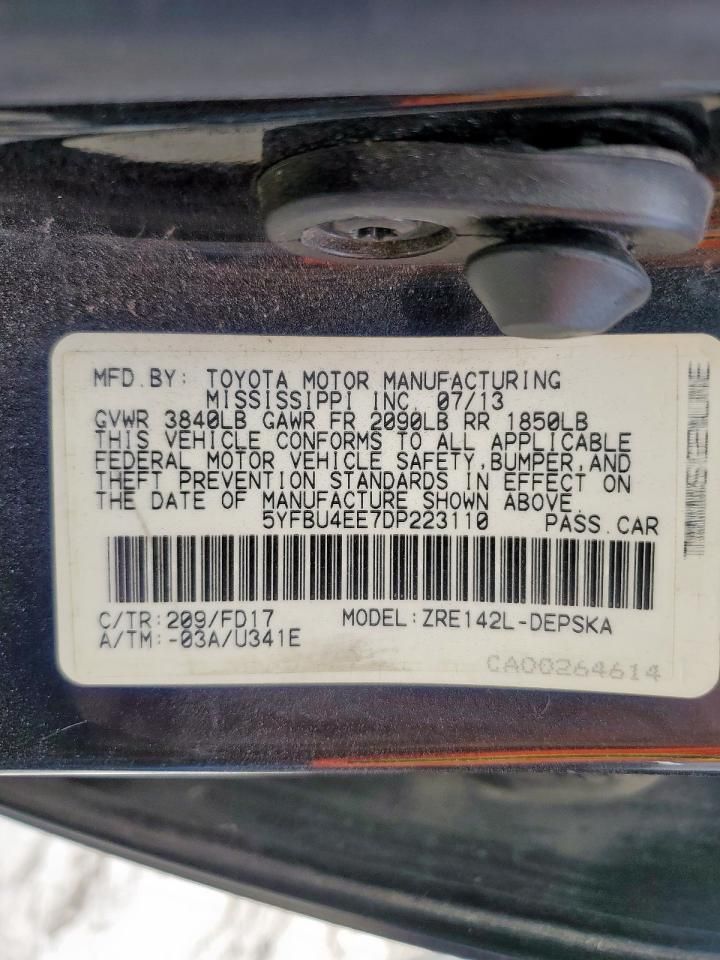 MFD.BY: TOYOTA MOTOR MANUFACTURING
MISSISSIPPI INC. 07/13
GVWR 3840LB GAWR FR 2090LB RR 1850LB
THIS VEHICLE CONFORMS TO ALL APPLICABLE
FEDERAL MOTOR VEHICLE SAFETY,BUMPER,AND
THEFT PREVENTION STANDARDS IN EFFECT ON
THE DATE OF MANUFACTURE SHOWN ABOVE.
5YFBU4EE7DP223110 PASS.CAR
C/TR:209/FD17 MODEL:ZRE142L-DEPSKA
A/TM:-03A/U341E
CA00264614